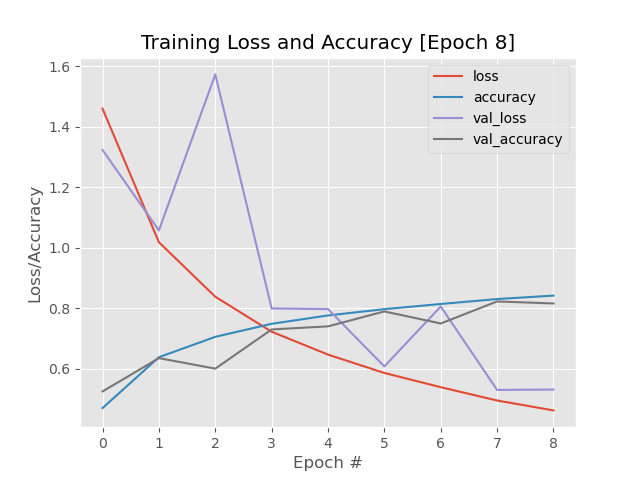 Training Loss and Accuracy [Epoch 8]
loss
accuracy
val_loss
val_accuracy
Loss/Accuracy
1.6
1.4
1.2
1.0
0.8
0.6
0 1 2 3 4 5 6 7 8
Epoch #